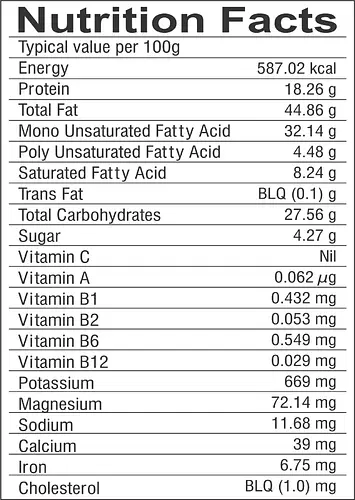 Nutrition Facts
Typical value per 100g
Energy 587.02 kcal
Protein 18.26 g
Total Fat 44.86 g
Mono Unsaturated Fatty Acid 32.14 g
Poly Unsaturated Fatty Acid 4.48 g
Saturated Fatty Acid 8.24 g
Trans Fat BLQ (0.1) g
Total Carbohydrates 27.56 g
Sugar 4.27 g
Vitamin C Nil
Vitamin A 0.062 µg
Vitamin B1 0.432 mg
Vitamin B2 0.053 mg
Vitamin B6 0.549 mg
Vitamin B12 0.029 mg
Potassium 669 mg
Magnesium 72.14 mg
Sodium 11.68 mg
Calcium 39 mg
Iron 6.75 mg
Cholesterol BLQ (1.0) mg